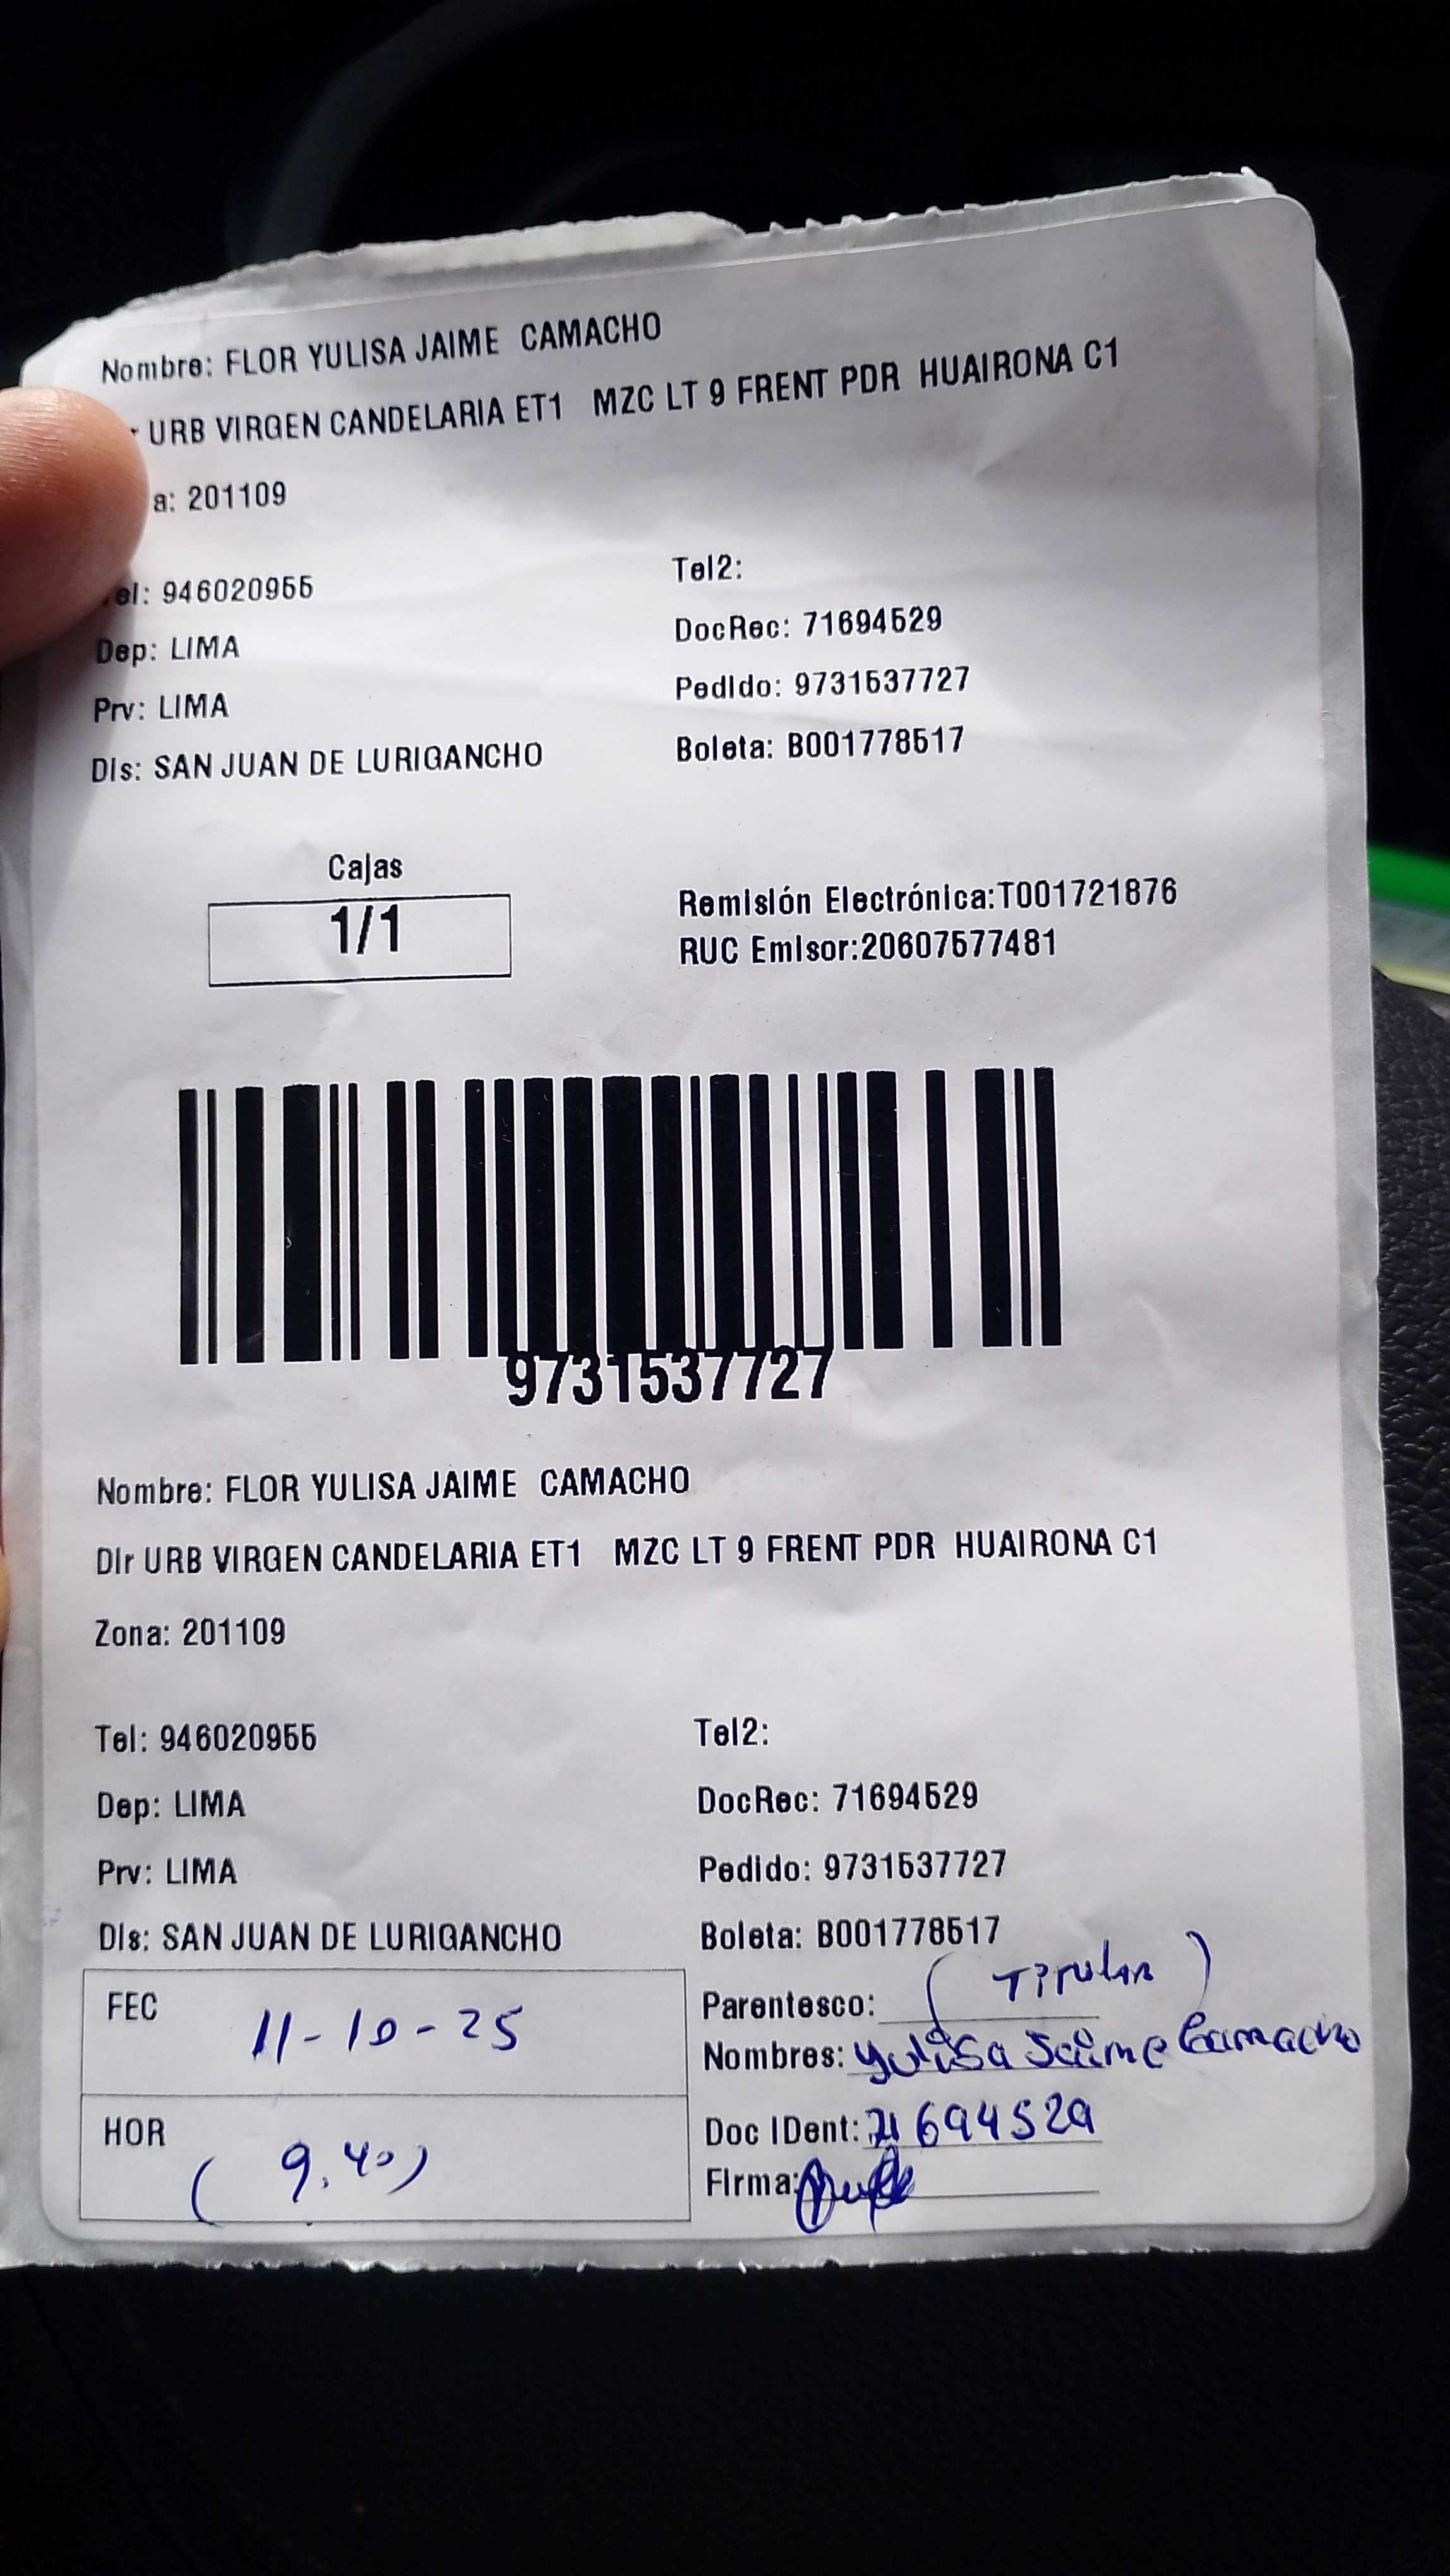 Nombre: FLOR YULISA JAIME CAMACHO
URB VIRGEN CANDELARIA ET1 MZC LT 9 FRENT PDR HUAIRONA C1
a: 201109
el: 946020955
Tel2:
Dep: LIMA
DocRec: 71694529
Prv: LIMA
Pedido: 9731537727
Dis: SAN JUAN DE LURIGANCHO
Boleta: B001778517
Cajas
1/1
Remisión Electrónica:T001721876
RUC Emisor:20607577481
9731537727
Nombre: FLOR YULISA JAIME CAMACHO
Dir URB VIRGEN CANDELARIA ET1 MZC LT 9 FRENT PDR HUAIRONA C1
Zona: 201109
Tel: 946020955
Tel2:
Dep: LIMA
DocRec: 71694529
Prv: LIMA
Pedido: 9731537727
Dis: SAN JUAN DE LURIGANCHO
Boleta: B001778517
FEC 11-10-25
Parentesco: (Titular)
Nombres: Yulisa Jaime Camacho
HOR (9.40)
Doc IDent: 71694529
Firma: